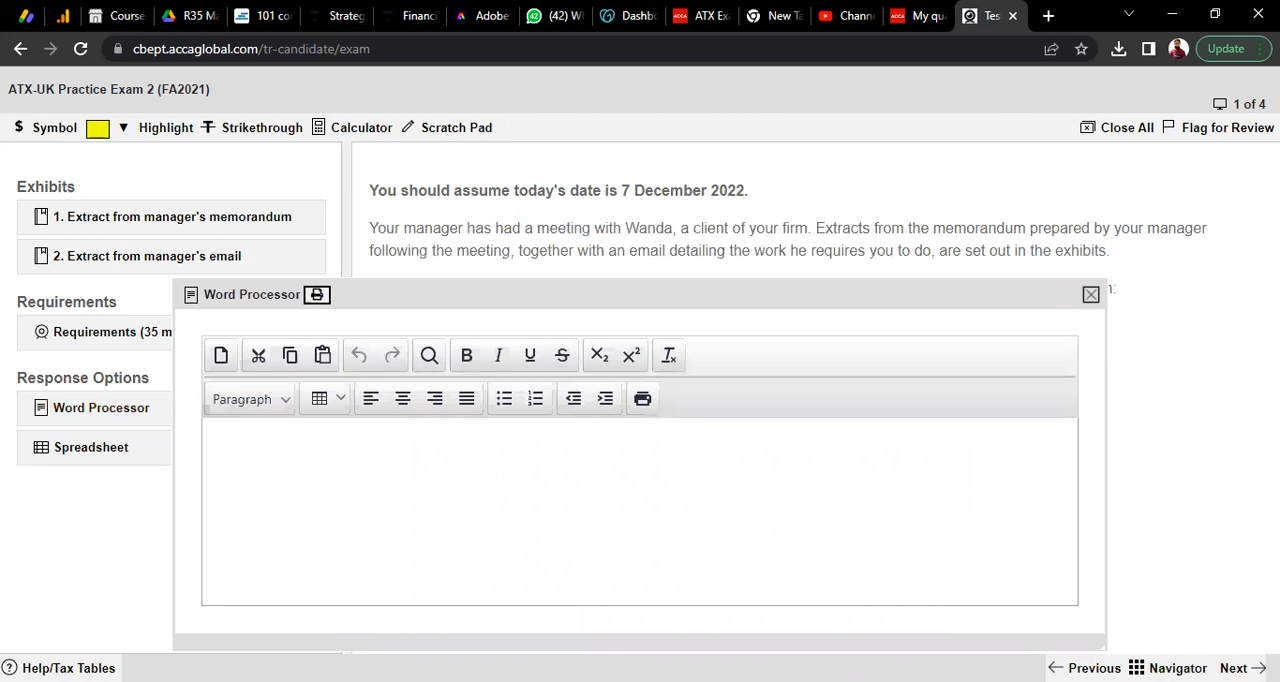 Course
R35 Ma
101 co
Strateg
Financi
Adobe
(42) W
Dashb
ATX Ex
New Ta
Chann
My qu
Tes
cbept.accaglobal.com/tr-candidate/exam
Update
ATX-UK Practice Exam 2 (FA2021)
1 of 4
$ Symbol Highlight Strikethrough Calculator Scratch Pad
Close All Flag for Review
Exhibits
1. Extract from manager's memorandum
2. Extract from manager's email
Requirements
Requirements (35 m
Response Options
Word Processor
Spreadsheet
You should assume today's date is 7 December 2022.
Your manager has had a meeting with Wanda, a client of your firm. Extracts from the memorandum prepared by your manager
following the meeting, together with an email detailing the work he requires you to do, are set out in the exhibits.
Word Processor
Paragraph
Help/Tax Tables
Previous Navigator Next